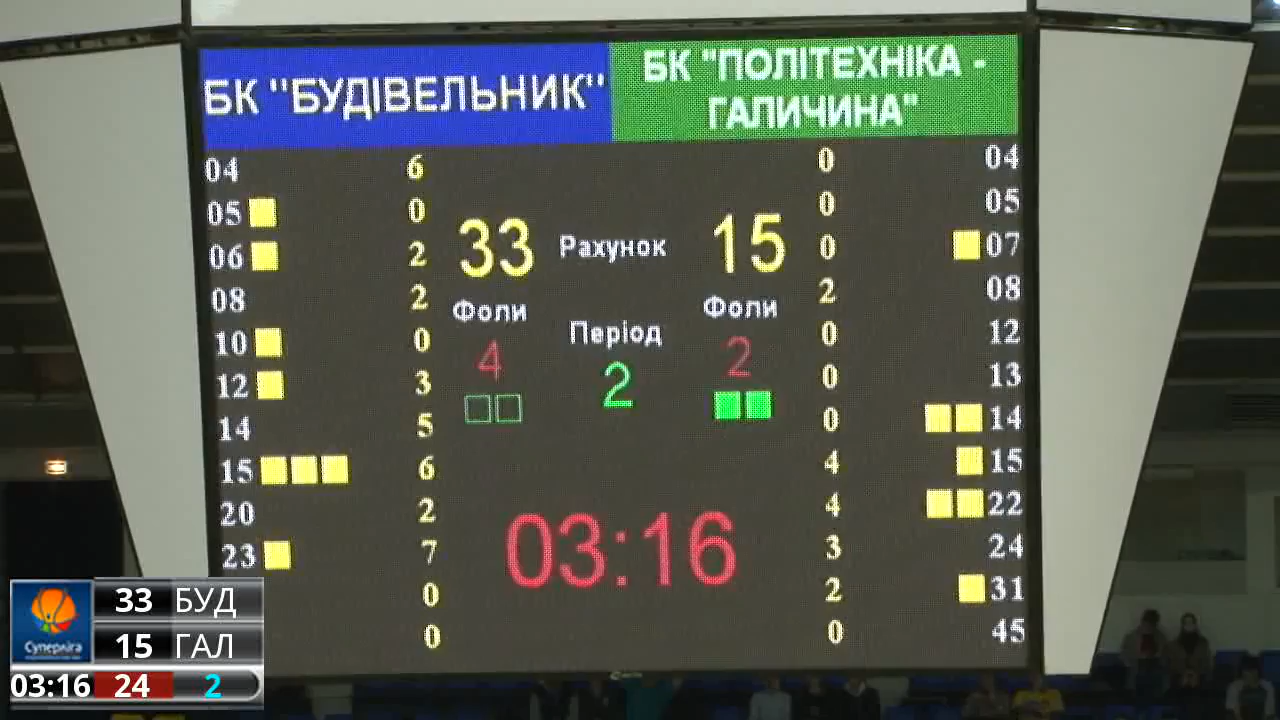 БК "БУДІВЕЛЬНИК"
БК "ПОЛІТЕХНІКА -
ГАЛИЧИНА"
04 6 0 04
05 0 0 05
06 2 0 07
08 2 2 08
10 0 0 12
12 3 0 13
14 5 0 14
15 6 4 15
20 2 4 22
23 7 3 24
0 2 31
0 0 45
33 Рахунок 15
Фоли Період Фоли
4 2 2
03:16
Суперліга
33 БУД
15 ГАЛ
03:16 24 2